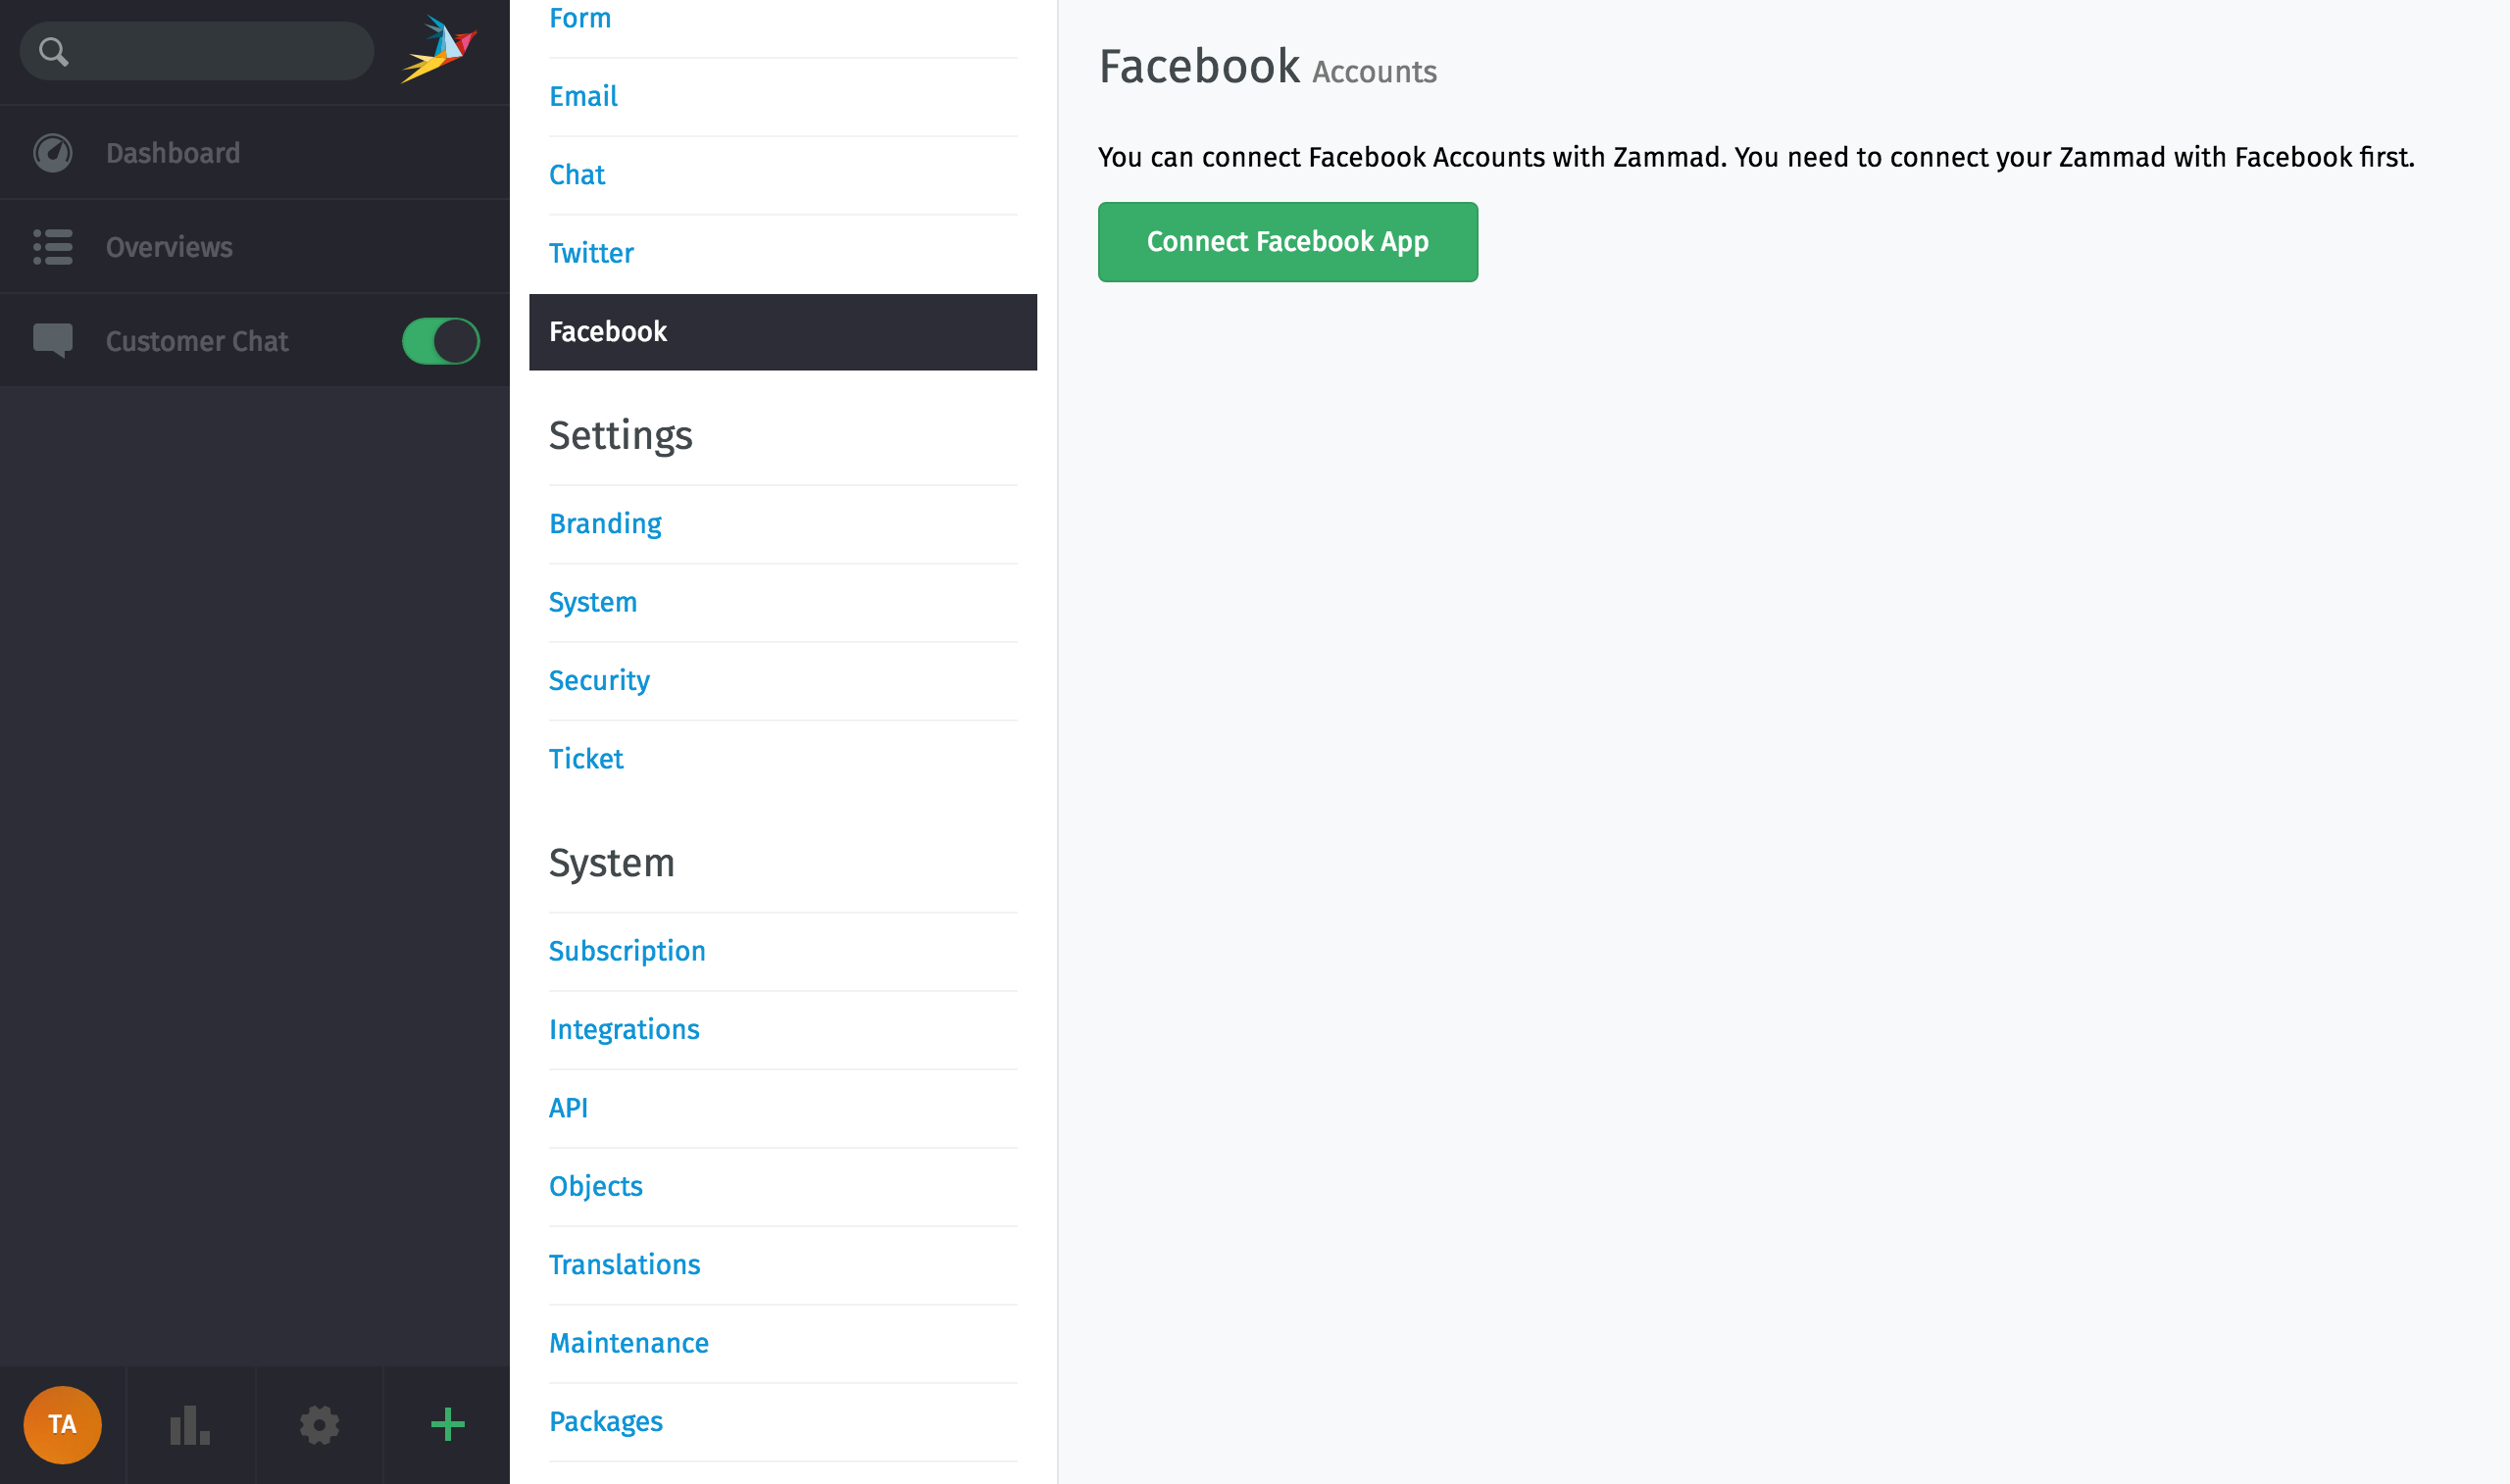 Dashboard
Overviews
Customer Chat
TA
Form
Email
Chat
Twitter
Facebook
Settings
Branding
System
Security
Ticket
System
Subscription
Integrations
API
Objects
Translations
Maintenance
Packages
Facebook Accounts
You can connect Facebook Accounts with Zammad. You need to connect your Zammad with Facebook first.
Connect Facebook App